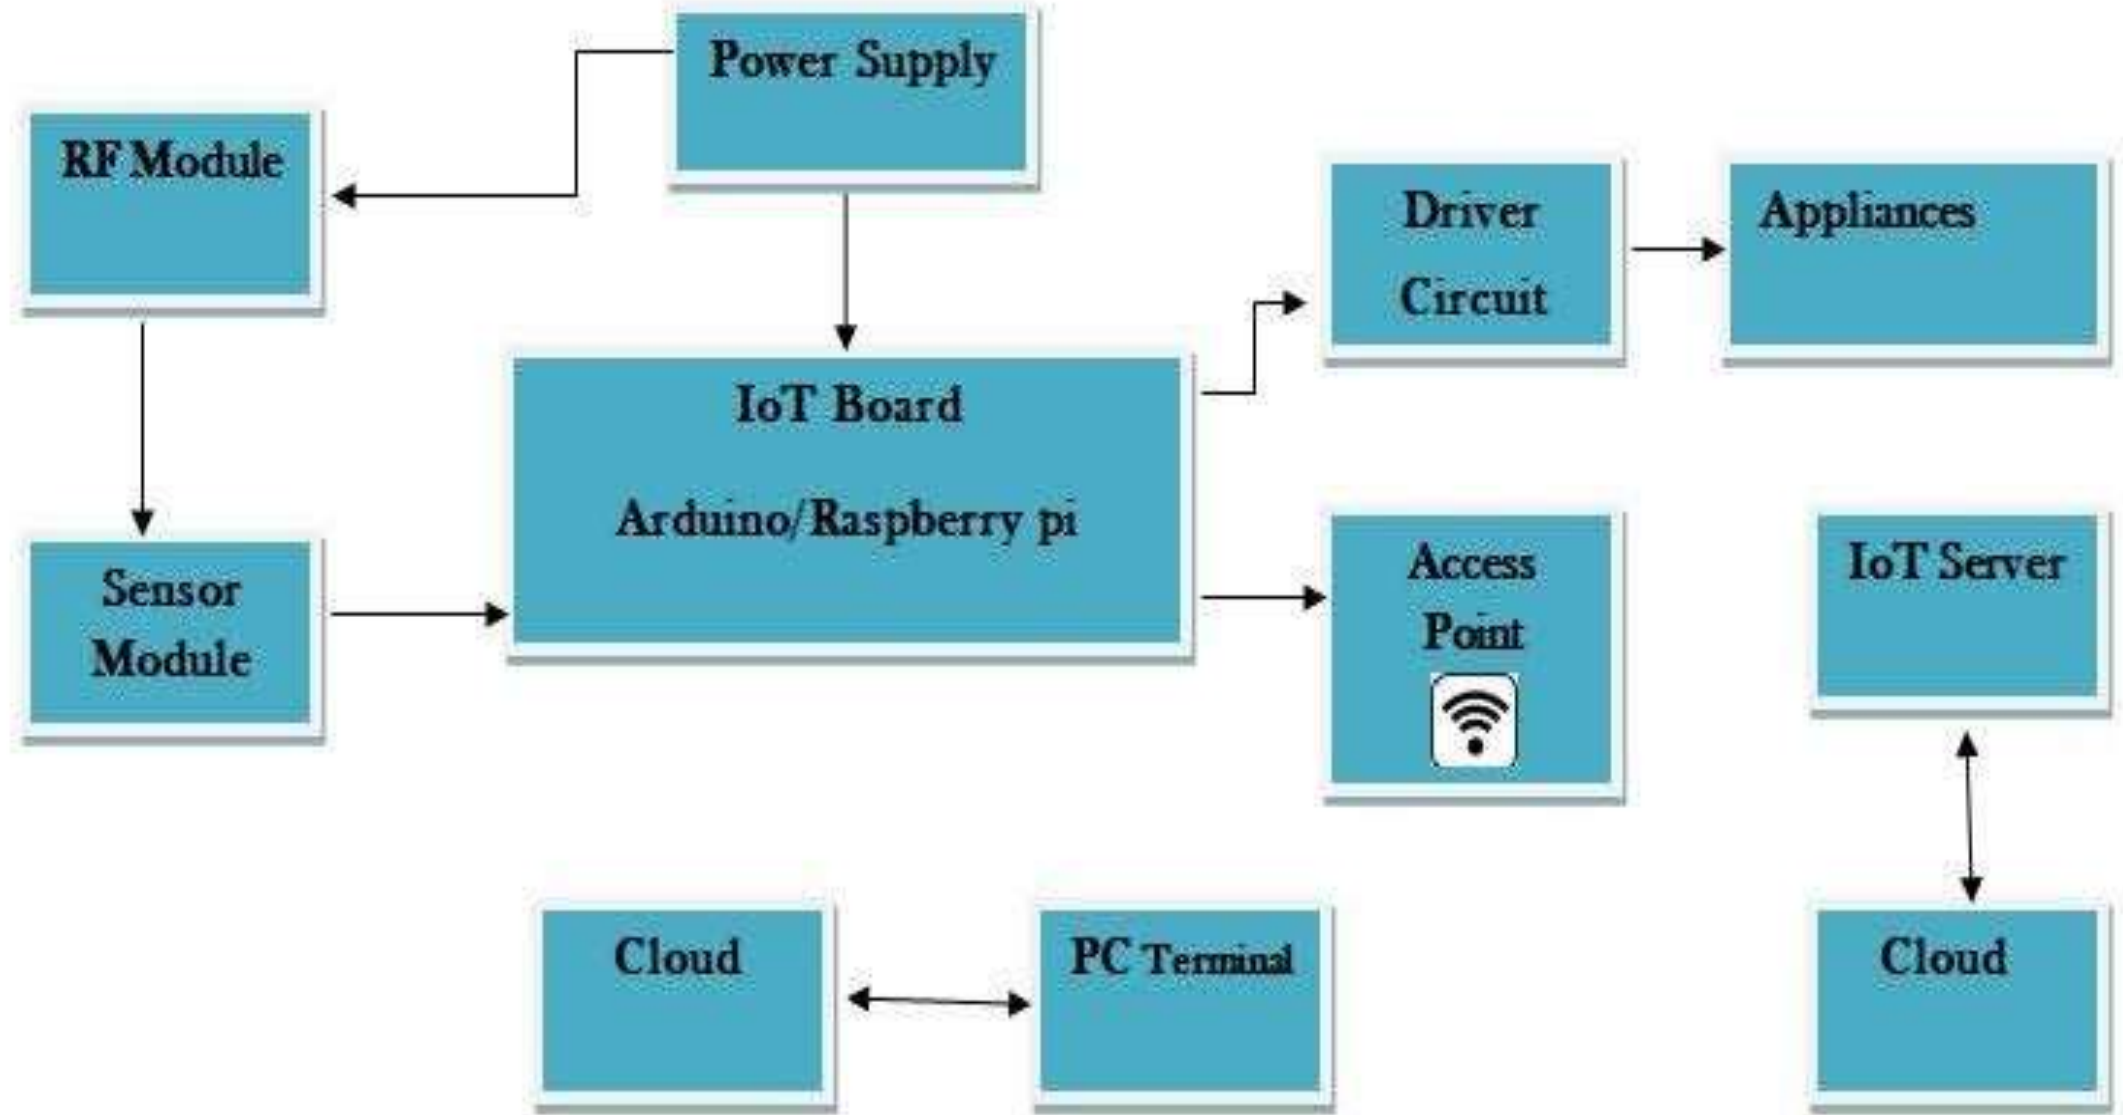 Power Supply
RF Module
Driver
Circuit
Appliances
IoT Board
Arduino/Raspberry pi
Sensor
Module
Access
Point
IoT Server
Cloud
PC Terminal
Cloud